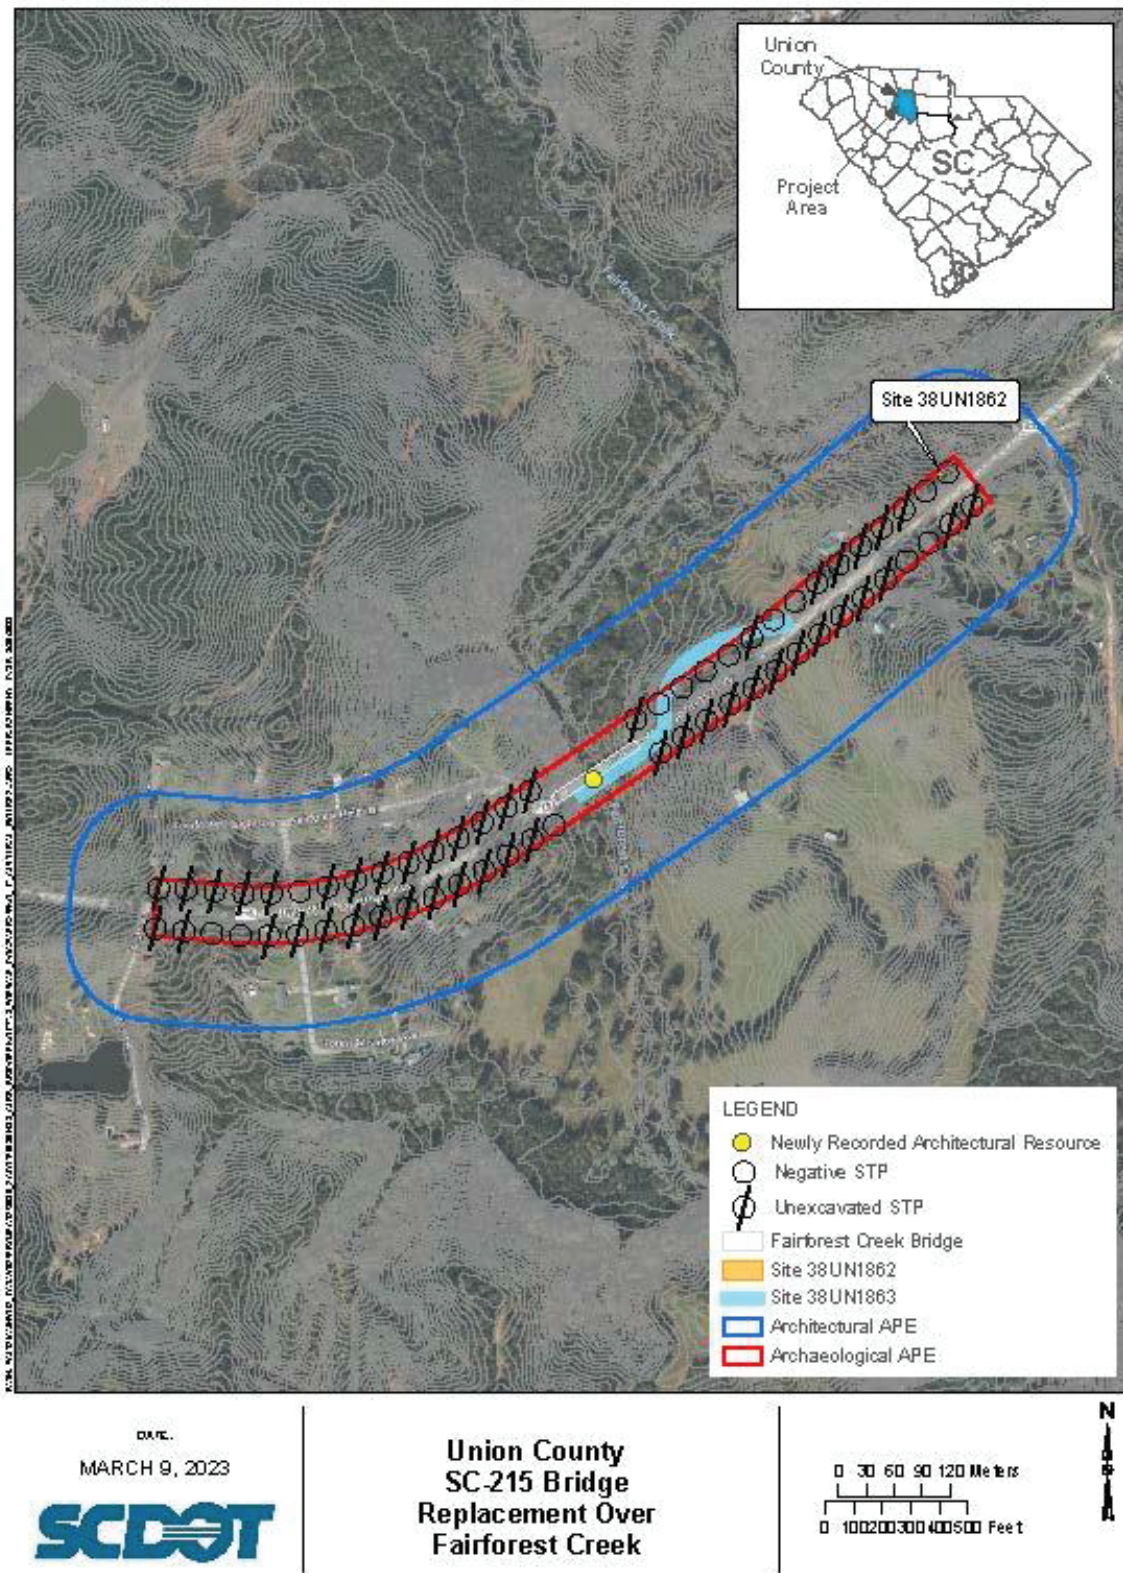 Union
County
SC
Project
Area
Fairforest Creek
Site 38UN1862
LEGEND
Newly Recorded Architectural Resource
Negative STP
Unexcavated STP
Fairforest Creek Bridge
Site 38UN1862
Site 38UN1863
Architectural APE
Archaeological APE
DATE:
MARCH 9, 2023
SCDOT
Union County
SC-215 Bridge
Replacement Over
Fairforest Creek
0 30 60 90 120 Meters
0 100 200 300 400 500 Feet
N